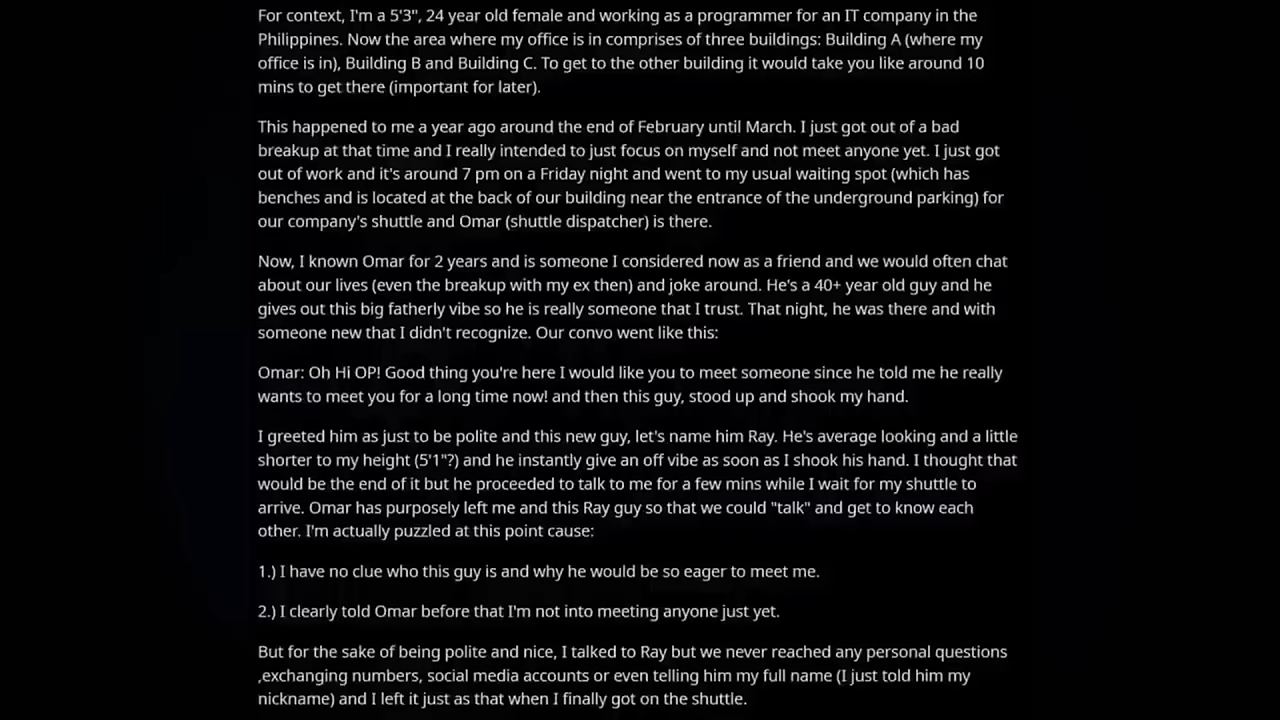 For context, I'm a 5'3", 24 year old female and working as a programmer for an IT company in the
Philippines. Now the area where my office is in comprises of three buildings: Building A (where my
office is in), Building B and Building C. To get to the other building it would take you like around 10
mins to get there (important for later).
This happened to me a year ago around the end of February until March. I just got out of a bad
breakup at that time and I really intended to just focus on myself and not meet anyone yet. I just got
out of work and it's around 7 pm on a Friday night and went to my usual waiting spot (which has
benches and is located at the back of our building near the entrance of the underground parking) for
our company's shuttle and Omar (shuttle dispatcher) is there.
Now, I known Omar for 2 years and is someone I considered now as a friend and we would often chat
about our lives (even the breakup with my ex then) and joke around. He's a 40+ year old guy and he
gives out this big fatherly vibe so he is really someone that I trust. That night, he was there and with
someone new that I didn't recognize. Our convo went like this:
Omar: Oh Hi OP! Good thing you're here I would like you to meet someone since he told me he really
wants to meet you for a long time now! and then this guy, stood up and shook my hand.
I greeted him as just to be polite and this new guy, let's name him Ray. He's average looking and a little
shorter to my height (5'1"?) and he instantly give an off vibe as soon as I shook his hand. I thought that
would be the end of it but he proceeded to talk to me for a few mins while I wait for my shuttle to
arrive. Omar has purposely left me and this Ray guy so that we could "talk" and get to know each
other. I'm actually puzzled at this point cause:
1.) I have no clue who this guy is and why he would be so eager to meet me.
2.) I clearly told Omar before that I'm not into meeting anyone just yet.
But for the sake of being polite and nice, I talked to Ray but we never reached any personal questions
,exchanging numbers, social media accounts or even telling him my full name (I just told him my
nickname) and I left it just as that when I finally got on the shuttle.